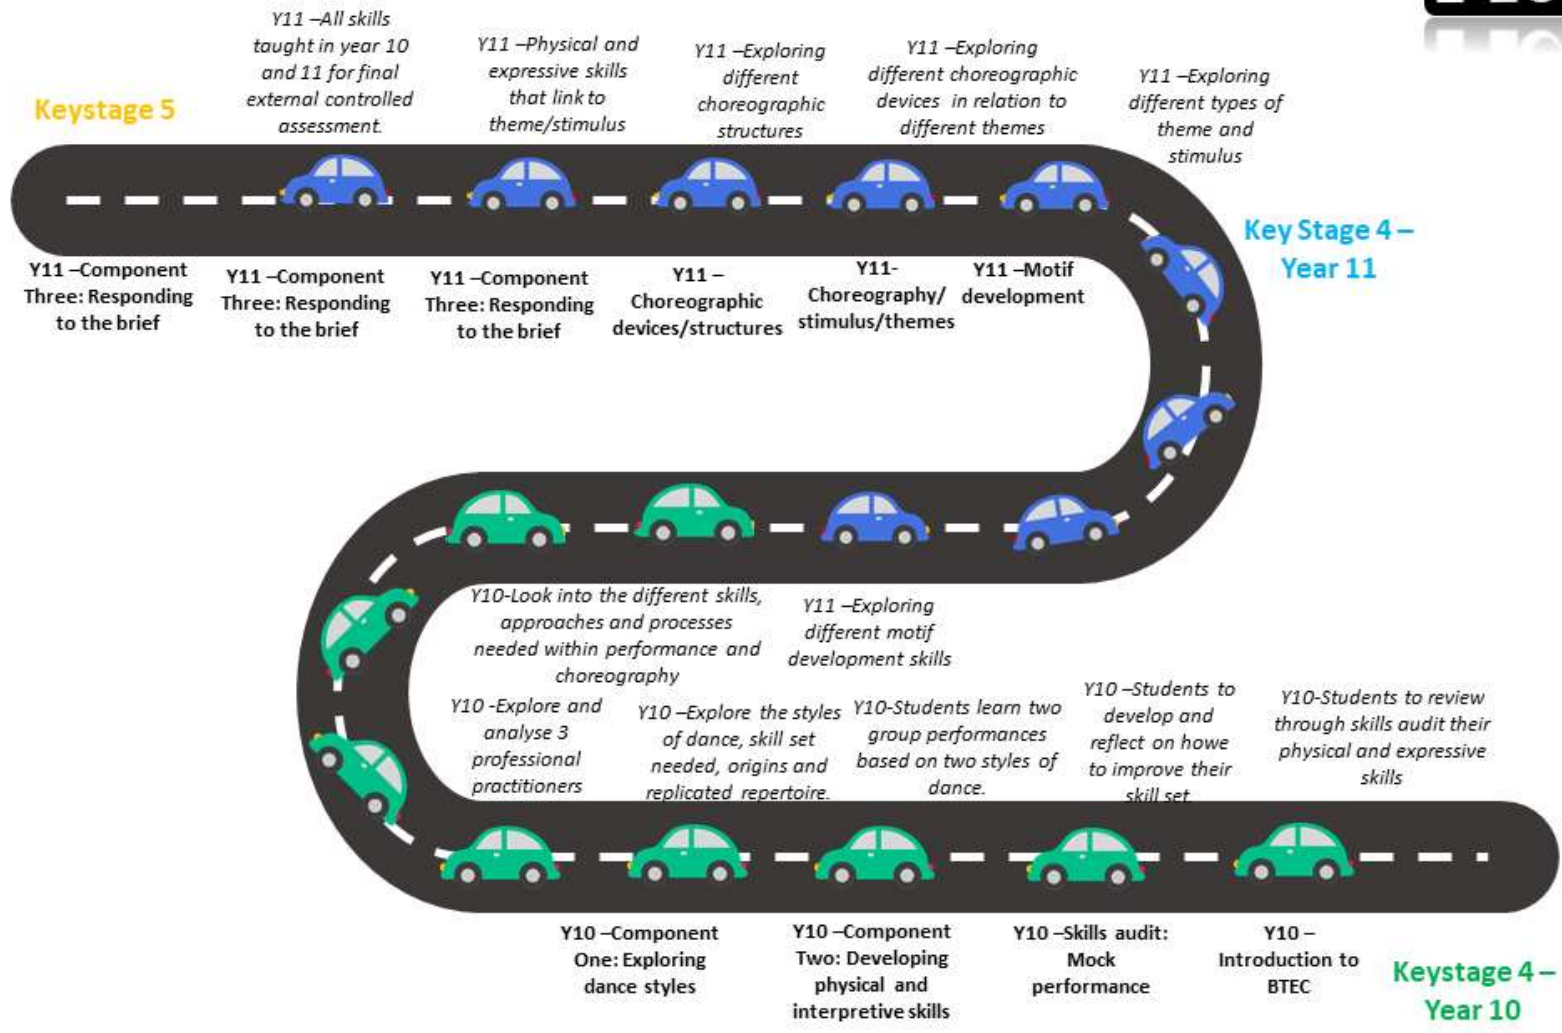 Y11 –All skills
taught in year 10
and 11 for final
external controlled
assessment.
Y11 –Physical and
expressive skills
that link to
theme/stimulus
Y11 –Exploring
different
choreographic
structures
Y11 –Exploring
different choreographic
devices in relation to
different themes
Y11 –Exploring
different types of
theme and
stimulus
Keystage 5
Key Stage 4 –
Year 11
Y11 –Component
Three: Responding
to the brief
Y11 –Component
Three: Responding
to the brief
Y11 –Component
Three: Responding
to the brief
Y11 –
Choreographic
devices/structures
Y11-
Choreography/
stimulus/themes
Y11 –Motif
development
Y10-Look into the different skills,
approaches and processes
needed within performance and
choreography
Y11 –Exploring
different motif
development skills
Y10 -Explore and
analyse 3
professional
practitioners
Y10 –Explore the styles
of dance, skill set
needed, origins and
replicated repertoire.
Y10-Students learn two
group performances
based on two styles of
dance.
Y10 –Students to
develop and
reflect on howe
to improve their
skill set
Y10-Students to review
through skills audit their
physical and expressive
skills
Y10 –Component
One: Exploring
dance styles
Y10 –Component
Two: Developing
physical and
interpretive skills
Y10 –Skills audit:
Mock
performance
Y10 –
Introduction to
BTEC
Keystage 4 –
Year 10